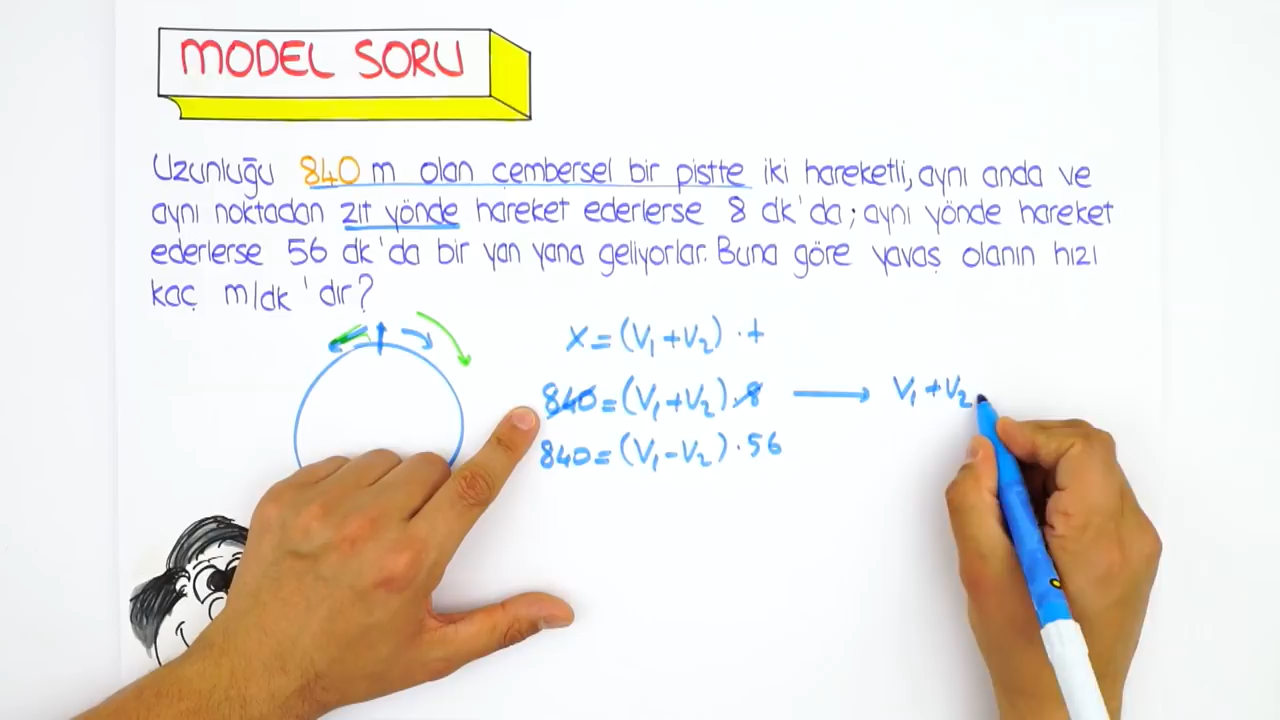 MODEL SORU
Uzunluğu 840 m olan çembersel bir pistte iki hareketli, aynı anda ve
aynı noktadan zıt yönde hareket ederlerse 8 dk'da; aynı yönde hareket
ederlerse 56 dk'da bir yan yana geliyorlar. Buna göre yavaş olanın hızı
kaç m/dk'dır?
x = (V₁ + V₂) · t
840 = (V₁ + V₂) · 8 → V₁ + V₂
840 = (V₁ - V₂) · 56